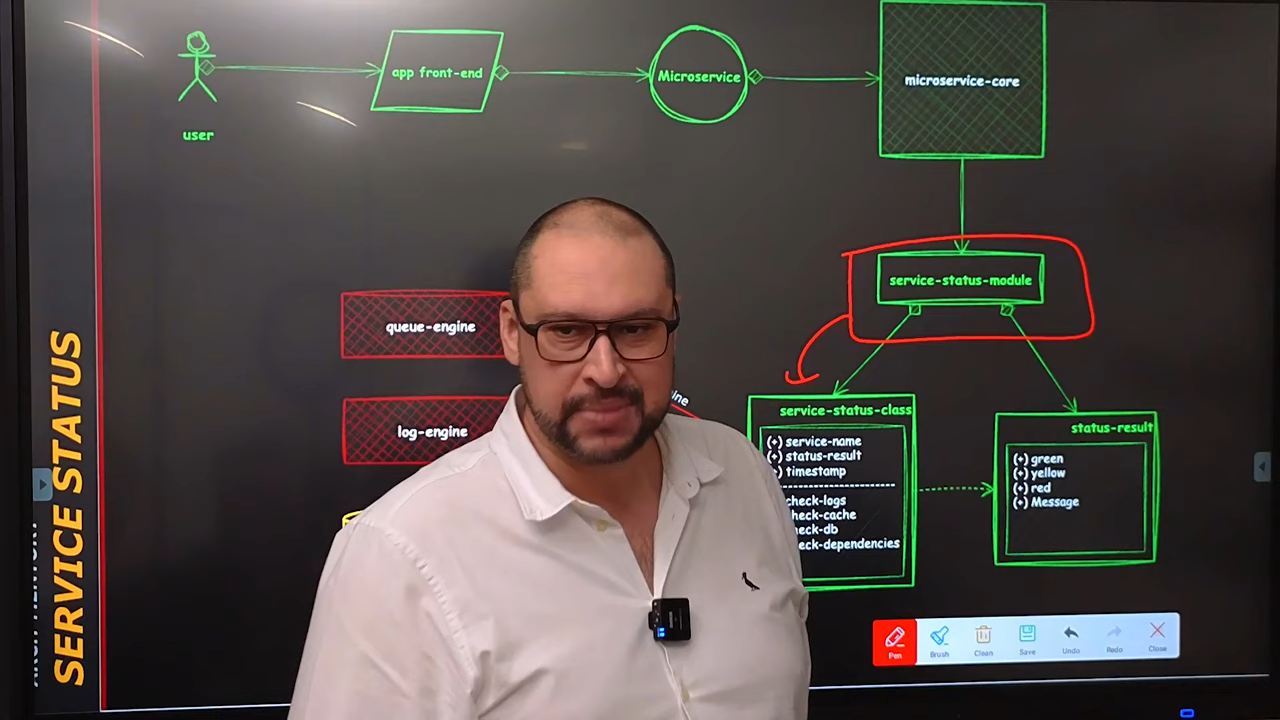 app front-end
Microservice
microservice-core
user
service-status-module
queue-engine
log-engine
service-status-class
(+) service-name
(+) status-result
timestamp
check-logs
check-cache
check-db
check-dependencies
status-result
(+) green
(+) yellow
(+) red
(+) Message
SERVICE STATUS
Pen
Brush
Clean
Save
Undo
Redo
Close